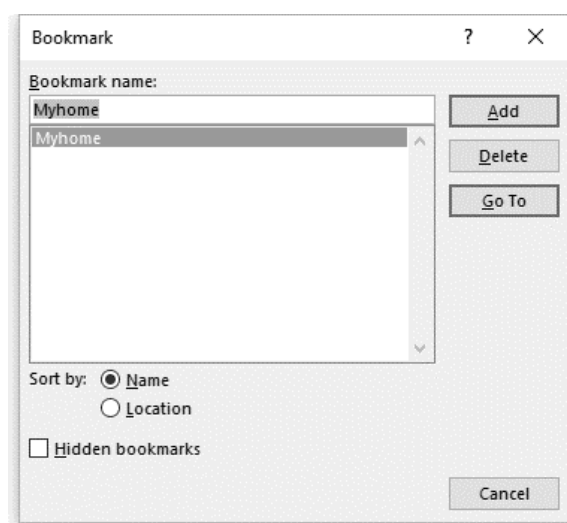 Bookmark ?
Bookmark name:
Myhome
Add
Myhome
Delete
Go To
Sort by: Name
Location
Hidden bookmarks
Cancel